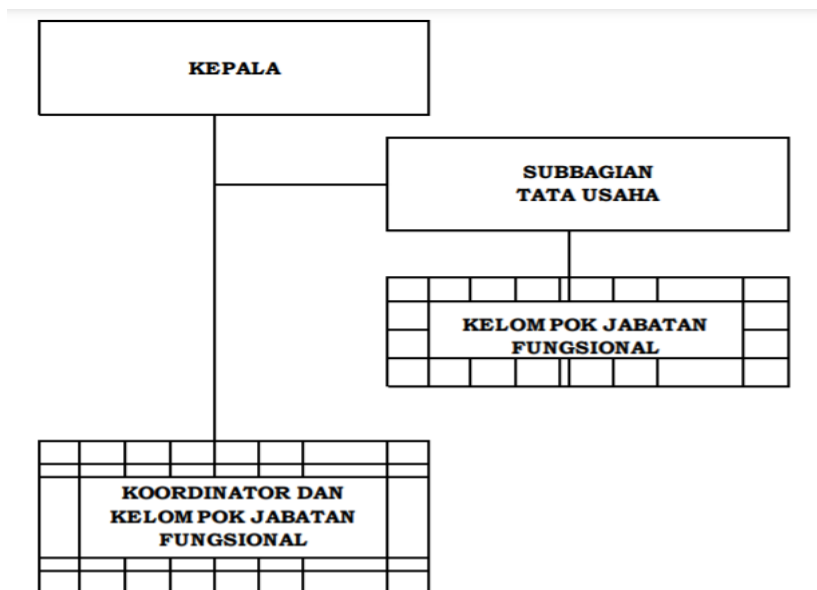 KEPALA
SUBBAGIAN
TATA USAHA
KELOM POK JABATAN
FUNGSIONAL
KOORDINATOR DAN
KELOM POK JABATAN
FUNGSIONAL